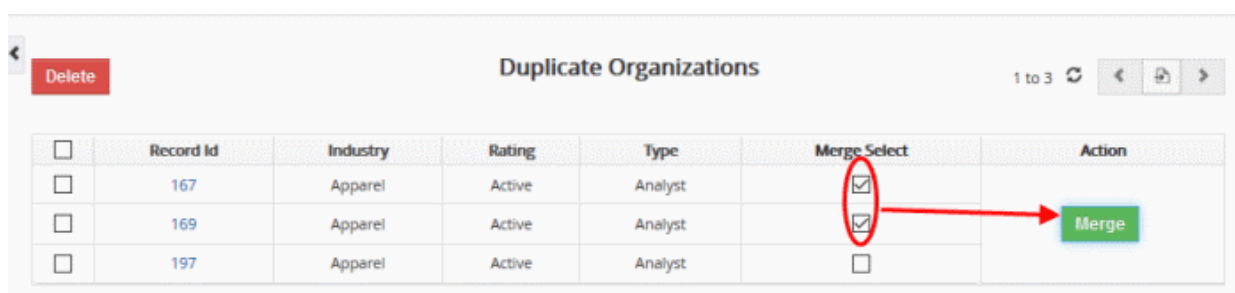 Delete Duplicate Organizations 1 to 3
Record Id Industry Rating Type Merge Select Action
167 Apparel Active Analyst
169 Apparel Active Analyst Merge
197 Apparel Active Analyst